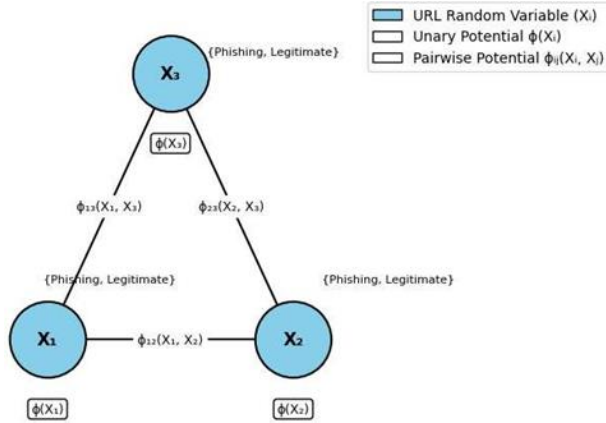 URL Random Variable (Xᵢ)
Unary Potential ϕ(Xᵢ)
Pairwise Potential ϕᵢⱼ(Xᵢ, Xⱼ)
{Phishing, Legitimate}
X₃
ϕ(X₃)
ϕ₁₃(X₁, X₃)
ϕ₂₃(X₂, X₃)
{Phishing, Legitimate}
{Phishing, Legitimate}
X₁
ϕ₁₂(X₁, X₂)
X₂
ϕ(X₁)
ϕ(X₂)